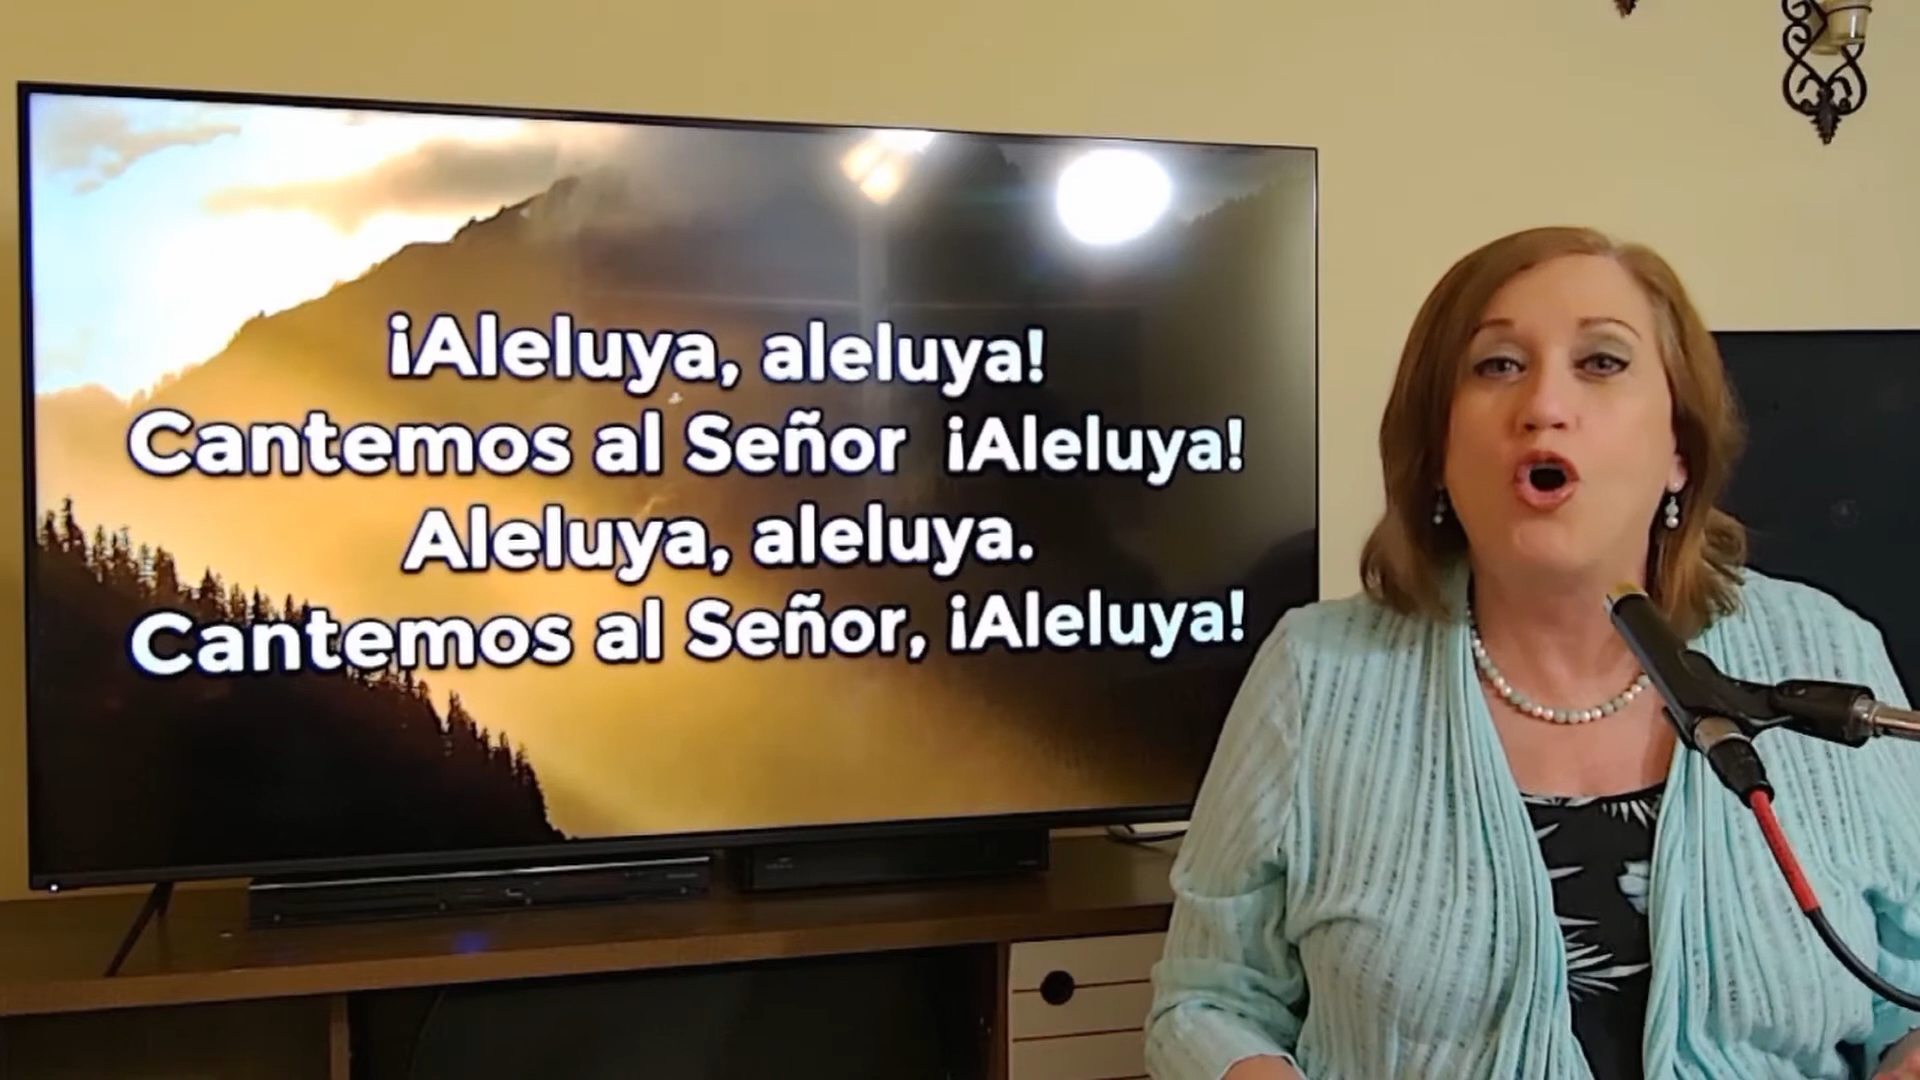 ¡Aleluya, aleluya!
Cantemos al Señor ¡Aleluya!
Aleluya, aleluya.
Cantemos al Señor, ¡Aleluya!